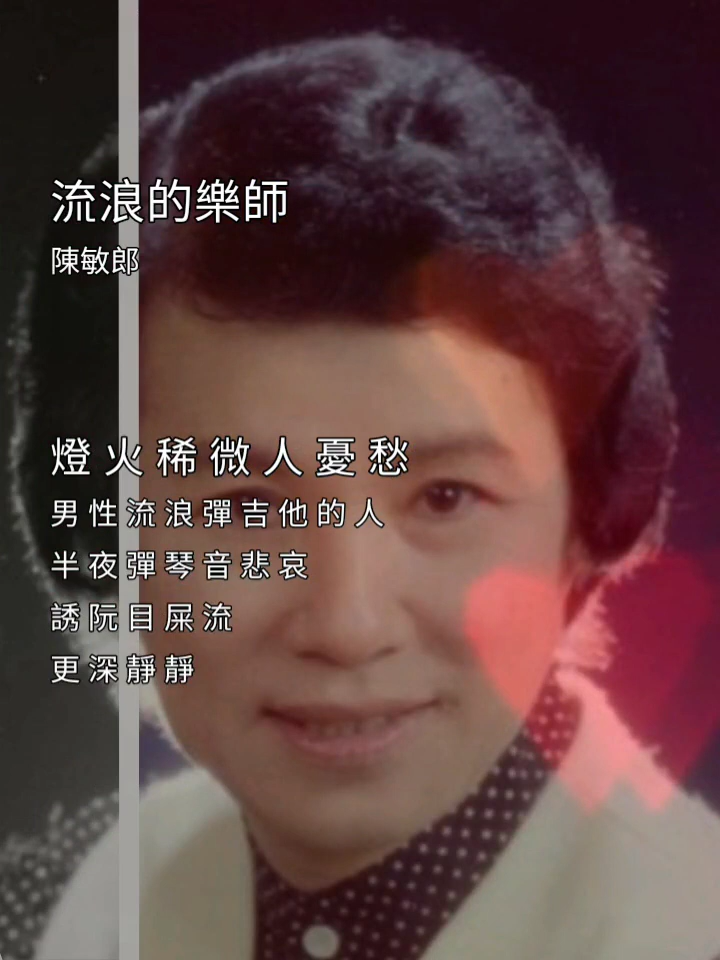 流浪的樂師
陳敏郎
燈火稀微人憂愁
男性流浪彈吉他的人
半夜彈琴音悲哀
誘阮目屎流
更深靜靜